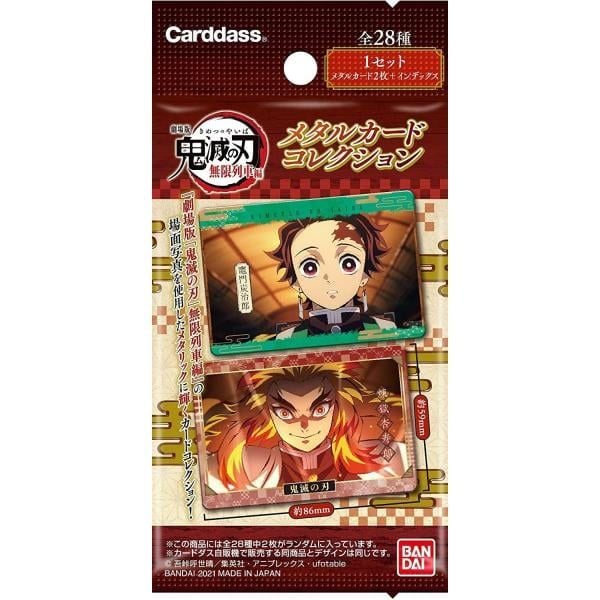 Carddass®
全28種
1セット
メタルカード2枚+インデックス
劇場版
きめつのやいば
鬼滅の刃
無限列車編
メタルカード
コレクション
『劇場版「鬼滅の刃」無限列車編』の
場面写真を使用したメタリックに輝くカードコレクション!
KIMETSU NO YAIBA
竈門炭治郎
煉獄杏寿郎
鬼滅の刃
約59mm
約86mm
※この商品には全28種中2枚がランダムに入っています。
※カードダス自販機で販売する同商品とデザインは同じです。
©吾峠呼世晴/集英社・アニプレックス・ufotable
BANDAI 2021 MADE IN JAPAN
BAN
DAI